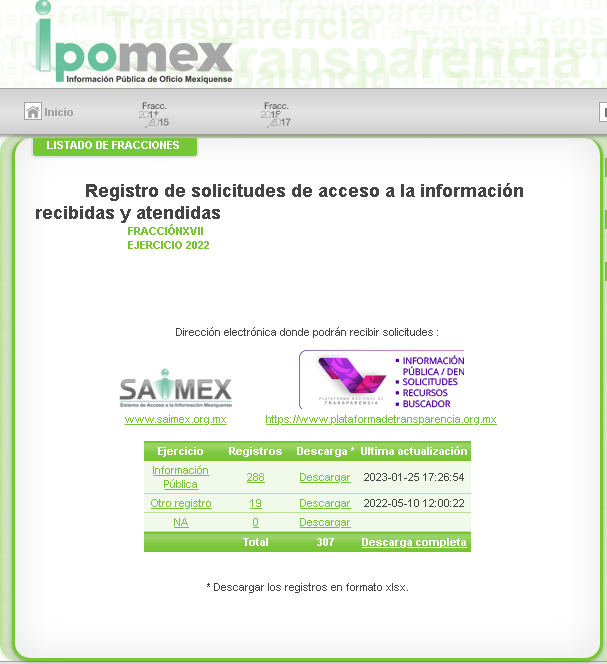 Transparencia
Transparencia
Transparencia
ipomex
Información Pública de Oficio Mexiquense
Inicio
Fracc.
2015
Fracc.
2017
LISTADO DE FRACCIONES
Registro de solicitudes de acceso a la información
recibidas y atendidas
FRACCIÓNXVII
EJERCICIO 2022
Dirección electrónica donde podrán recibir solicitudes :
SAIMEX
Sistema de Acceso a la Información Mexiquense
www.saimex.org.mx
PLATAFORMA NACIONAL DE
TRANSPARENCIA
• INFORMACIÓN
PÚBLICA / DEN
• SOLICITUDES
• RECURSOS
• BUSCADOR
https://www.plataformadetransparencia.org.mx
Ejercicio Registros Descarga * Ultima actualización
Información
Pública 288 Descargar 2023-01-25 17:26:54
Otro registro 19 Descargar 2022-05-10 12:00:22
NA 0 Descargar
Total 307 Descarga completa
* Descargar los registros en formato xlsx.